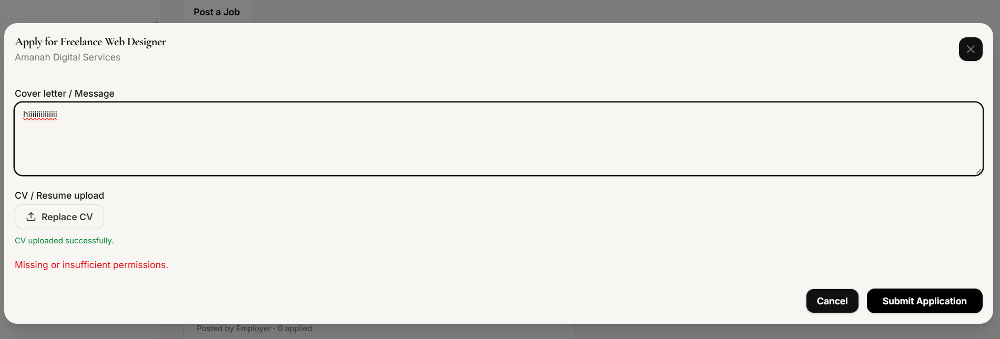 Post a Job
Apply for Freelance Web Designer
Amanah Digital Services
Cover letter / Message
hiiiiiiiiiiiiii
CV / Resume upload
Replace CV
CV uploaded successfully.
Missing or insufficient permissions.
Cancel
Submit Application
Posted by Employer · 0 applied